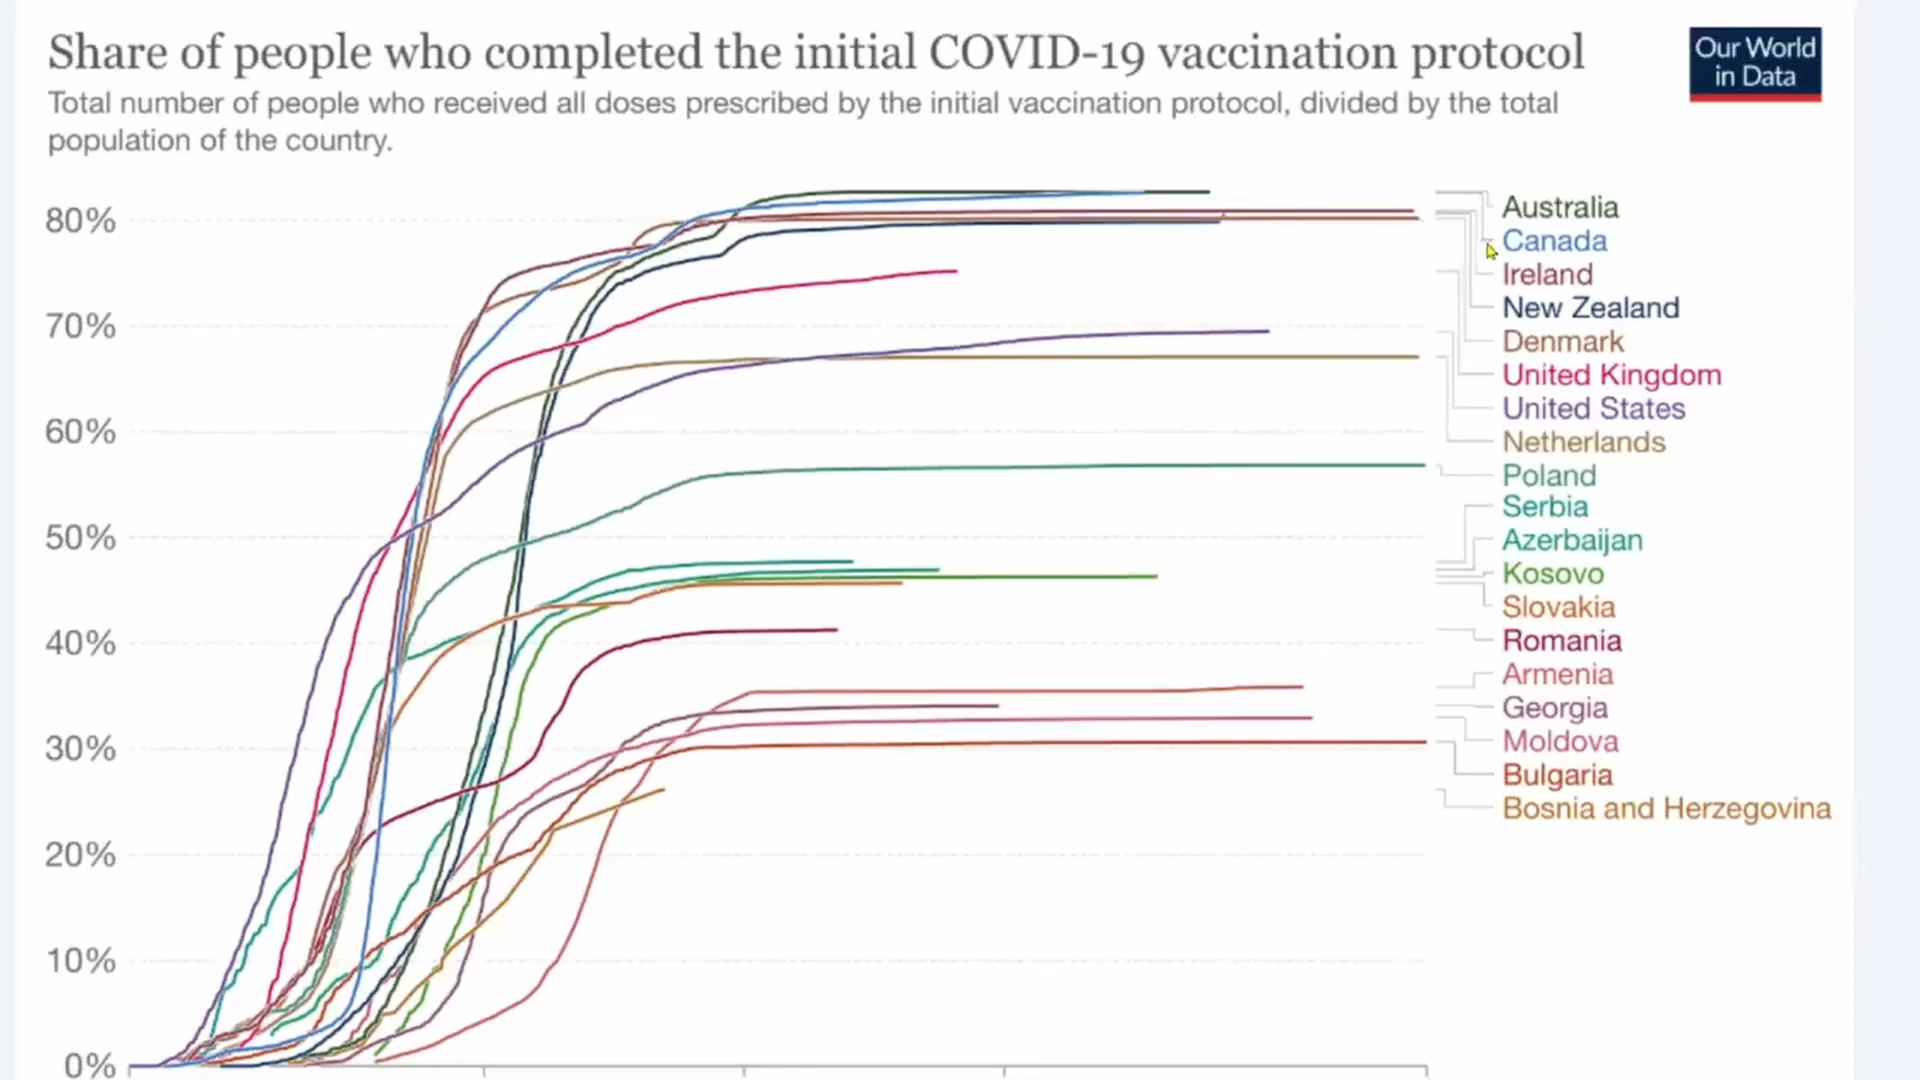 Share of people who completed the initial COVID-19 vaccination protocol
Our World
in Data
Total number of people who received all doses prescribed by the initial vaccination protocol, divided by the total
population of the country.
80%
70%
60%
50%
40%
30%
20%
10%
0%
Australia
Canada
Ireland
New Zealand
Denmark
United Kingdom
United States
Netherlands
Poland
Serbia
Azerbaijan
Kosovo
Slovakia
Romania
Armenia
Georgia
Moldova
Bulgaria
Bosnia and Herzegovina